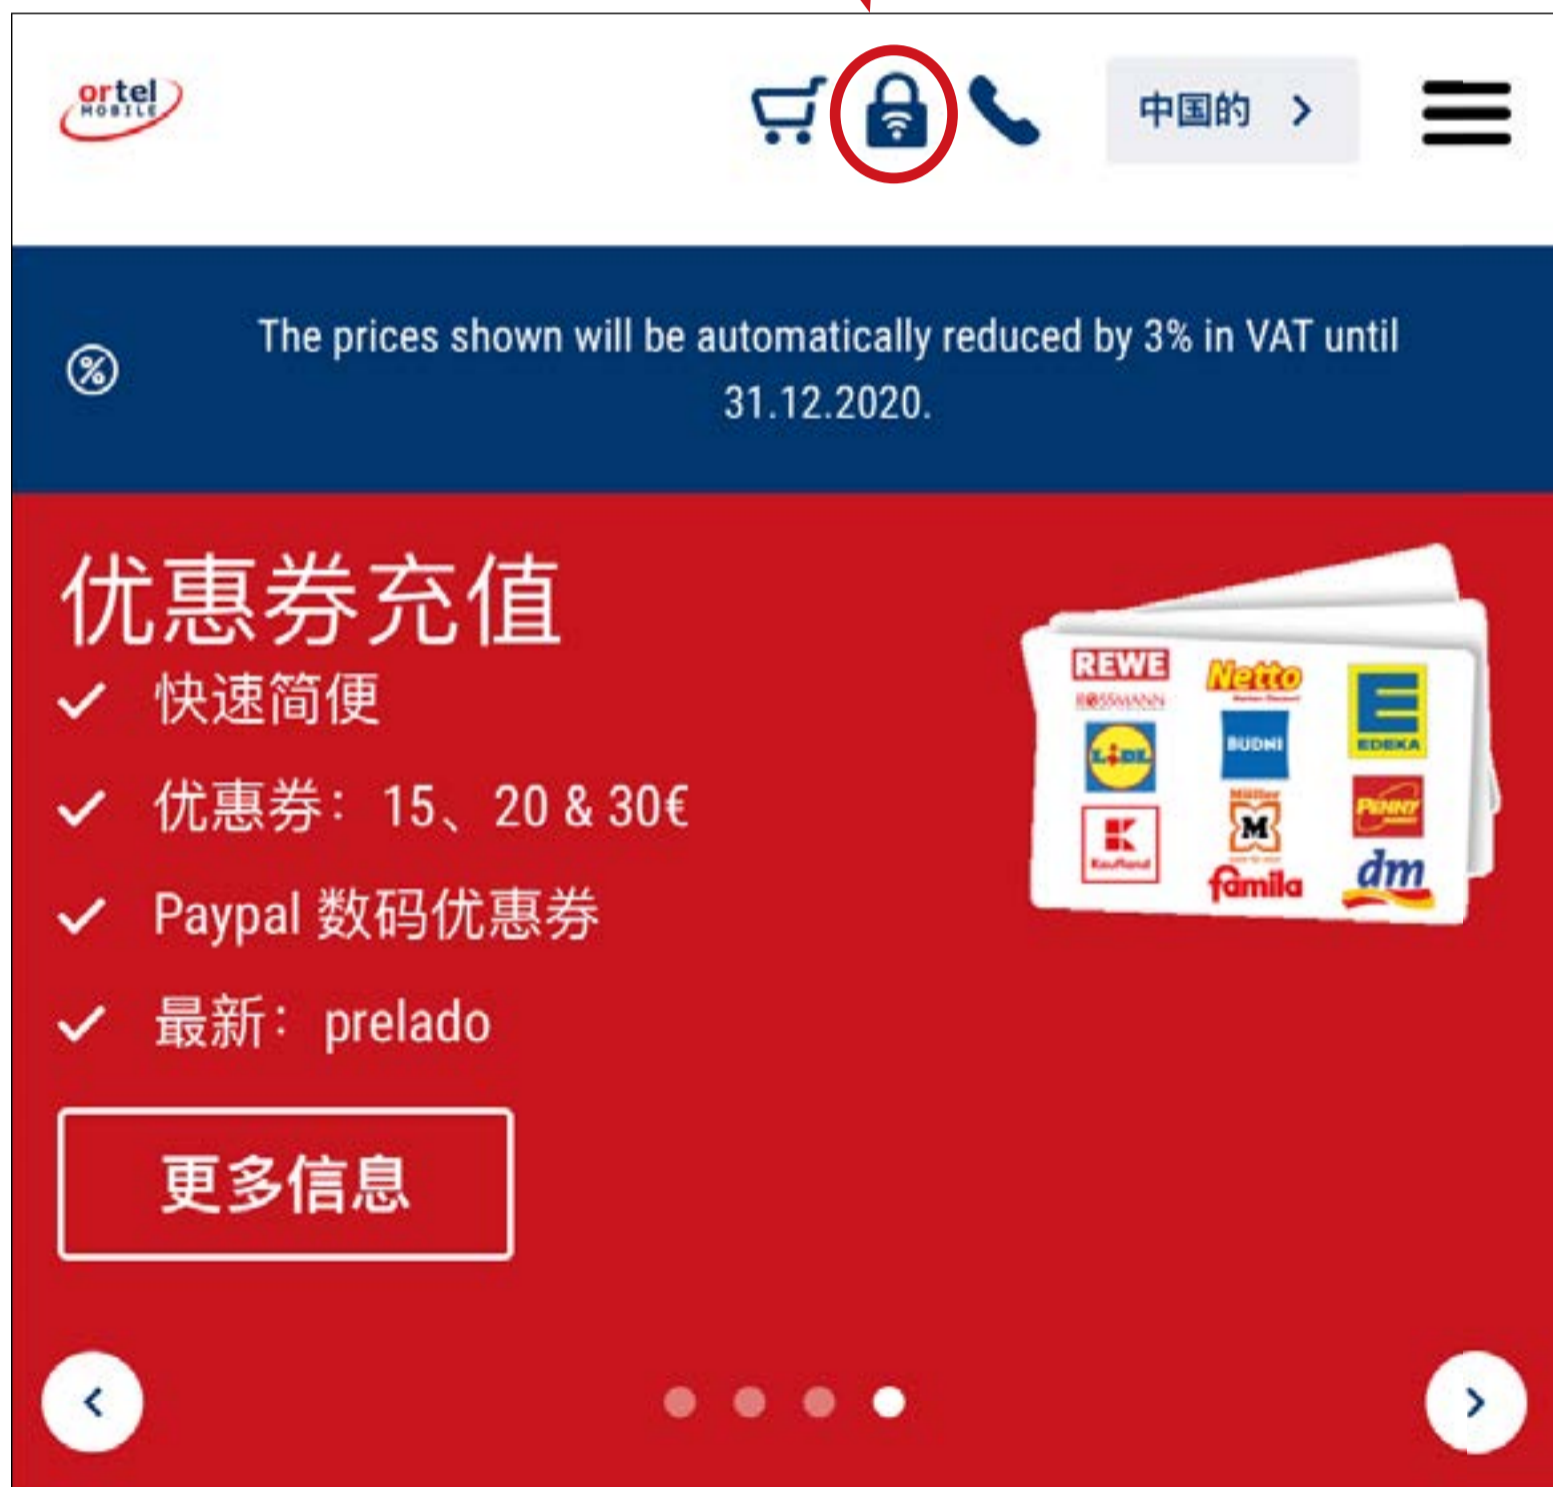 ortel
MOBILE
中国的
The prices shown will be automatically reduced by 3% in VAT until
31.12.2020.
优惠券充值
快速简便
优惠券：15、20 & 30€
Paypal 数码优惠券
最新：prelado
更多信息
REWE
Netto
ROSSMANN
EDEKA
LIDL
BUDNI
Müller
PENNY
M
K
Kaufland
famila
dm